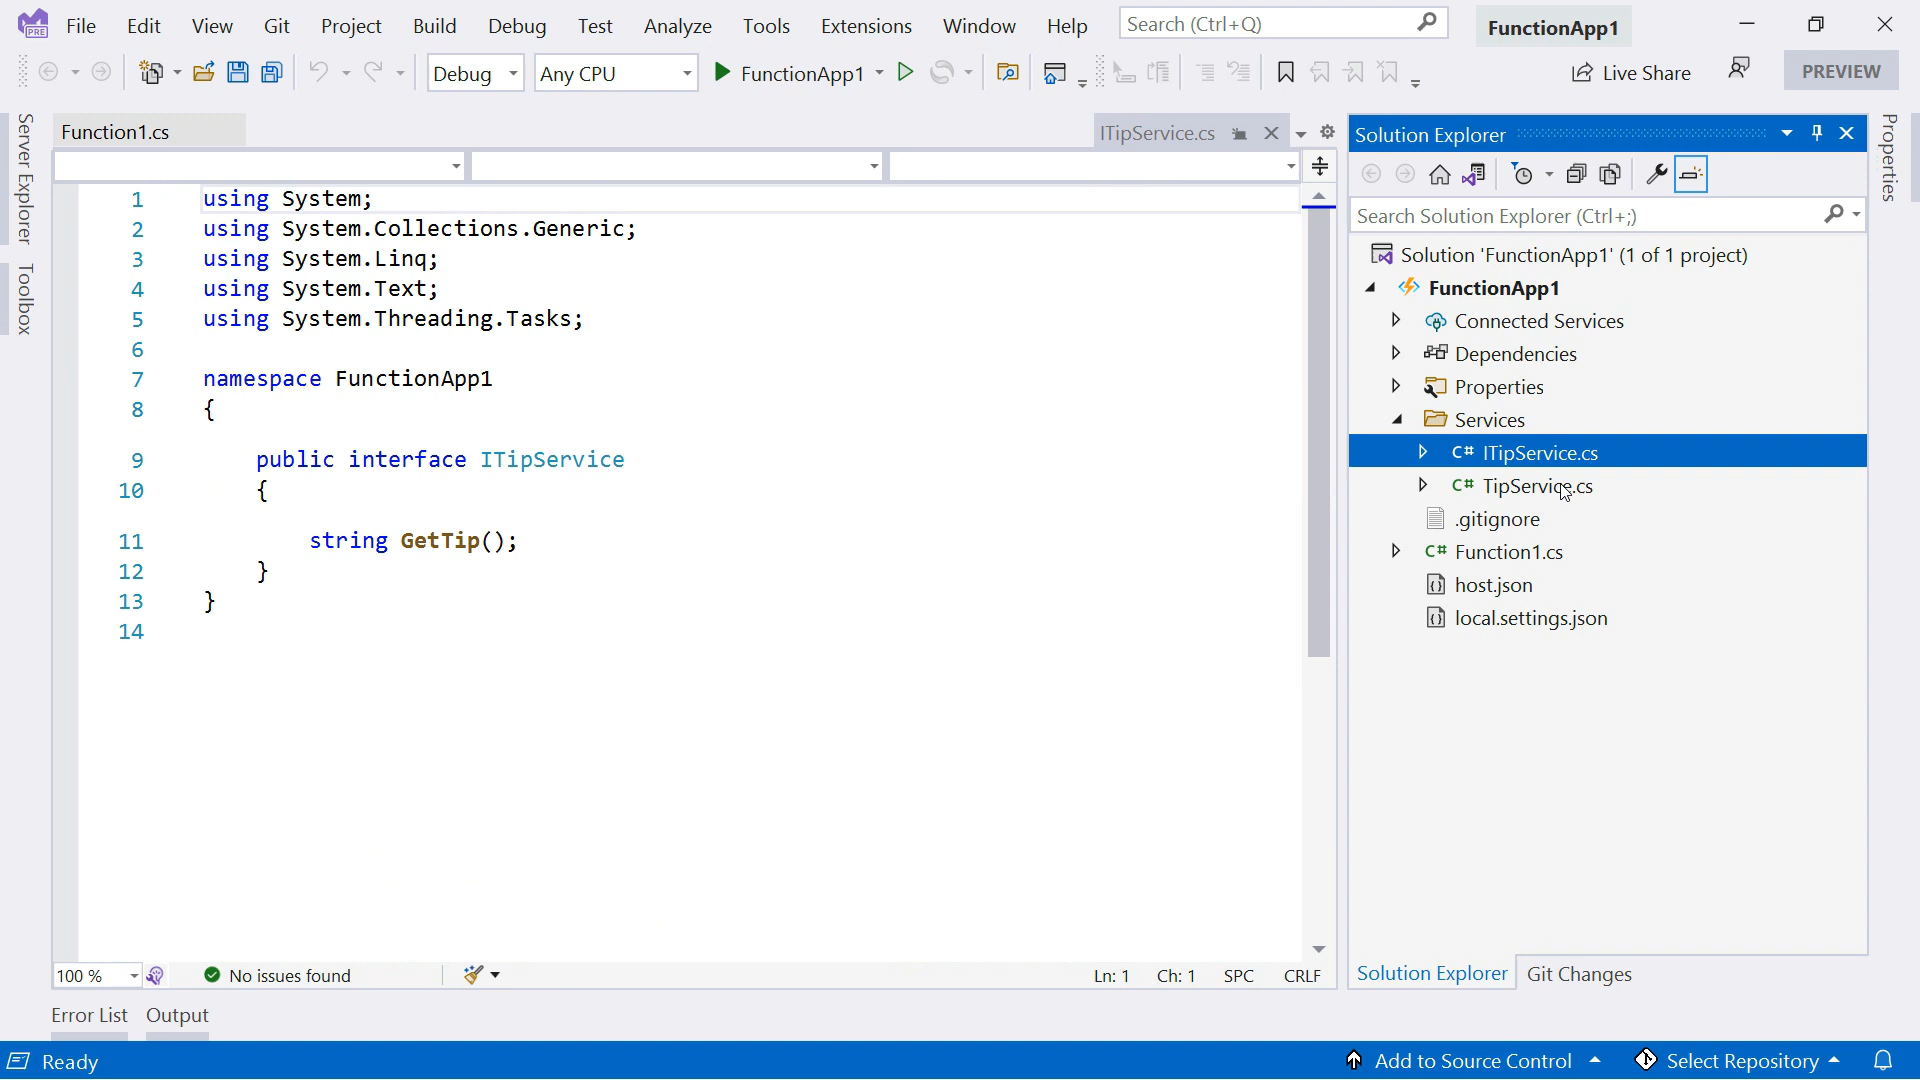 File Edit View Git Project Build Debug Test Analyze Tools Extensions Window Help Search (Ctrl+Q) FunctionApp1
Debug Any CPU FunctionApp1 Live Share PREVIEW
Server Explorer
Toolbox
Function1.cs ITipService.cs
1 using System;
2 using System.Collections.Generic;
3 using System.Linq;
4 using System.Text;
5 using System.Threading.Tasks;
6
7 namespace FunctionApp1
8 {
9 public interface ITipService
10 {
11 string GetTip();
12 }
13 }
14
100 % No issues found Ln: 1 Ch: 1 SPC CRLF
Solution Explorer
Search Solution Explorer (Ctrl+;)
Solution 'FunctionApp1' (1 of 1 project)
FunctionApp1
Connected Services
Dependencies
Properties
Services
C# ITipService.cs
C# TipService.cs
.gitignore
C# Function1.cs
host.json
local.settings.json
Solution Explorer Git Changes
Properties
Error List Output
Ready Add to Source Control Select Repository